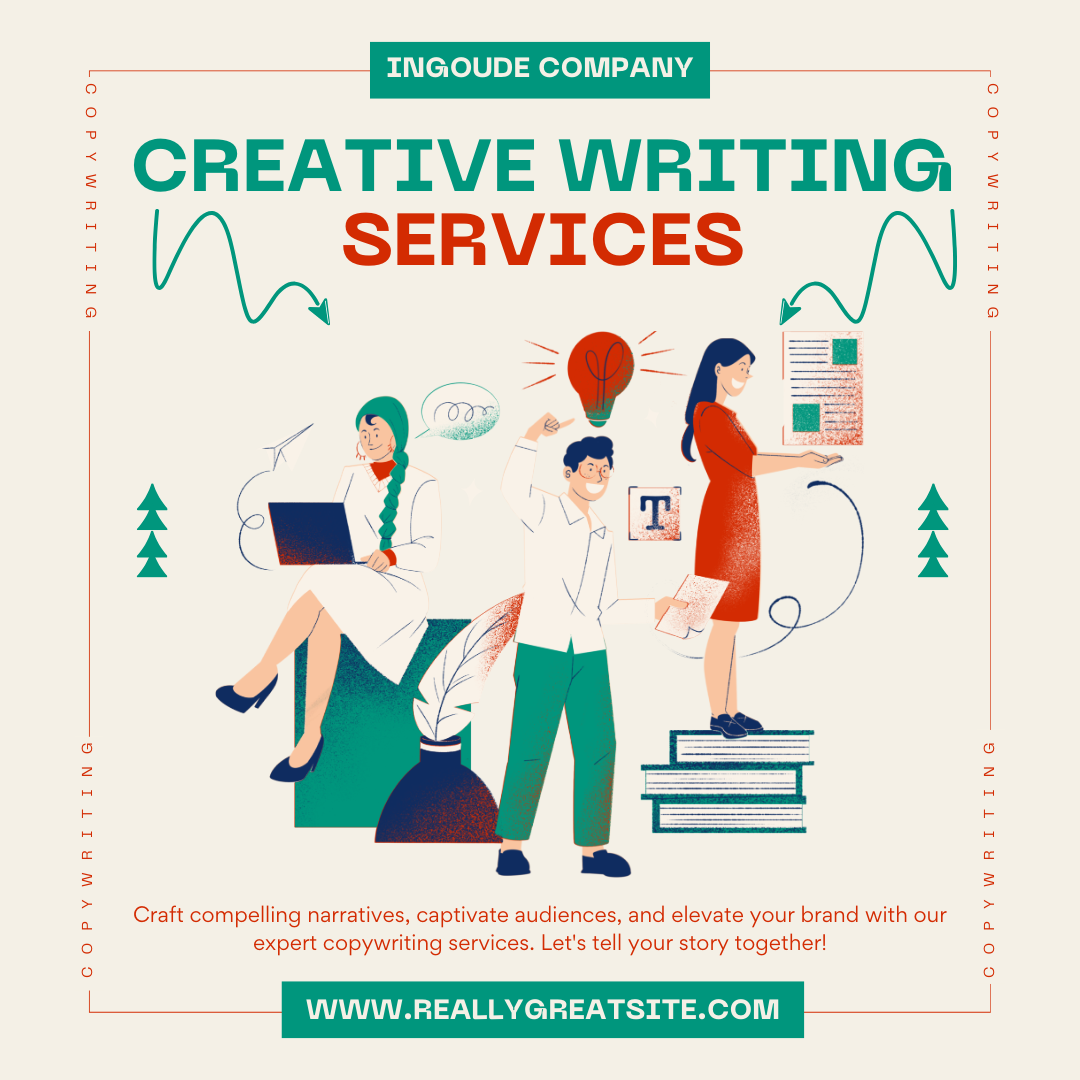 INGOUDE COMPANY
COPYWRITING
COPYWRITING
CREATIVE WRITING
SERVICES
T
COPYWRITING
COPYWRITING
Craft compelling narratives, captivate audiences, and elevate your brand with our
expert copywriting services. Let's tell your story together!
WWW.REALLYGREATSITE.COM